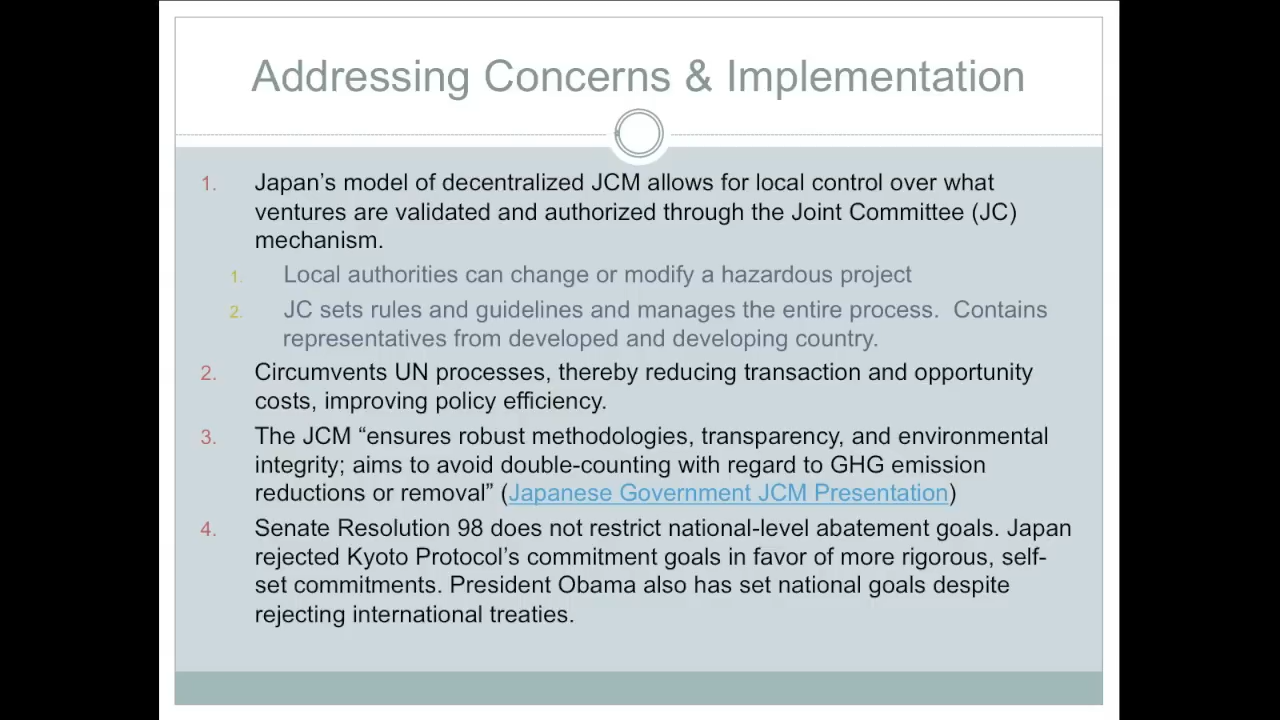 Addressing Concerns & Implementation
1. Japan’s model of decentralized JCM allows for local control over what
ventures are validated and authorized through the Joint Committee (JC)
mechanism.
1. Local authorities can change or modify a hazardous project
2. JC sets rules and guidelines and manages the entire process.  Contains
representatives from developed and developing country.
2. Circumvents UN processes, thereby reducing transaction and opportunity
costs, improving policy efficiency.
3. The JCM “ensures robust methodologies, transparency, and environmental
integrity; aims to avoid double-counting with regard to GHG emission
reductions or removal” (Japanese Government JCM Presentation)
4. Senate Resolution 98 does not restrict national-level abatement goals. Japan
rejected Kyoto Protocol’s commitment goals in favor of more rigorous, self-
set commitments. President Obama also has set national goals despite
rejecting international treaties.